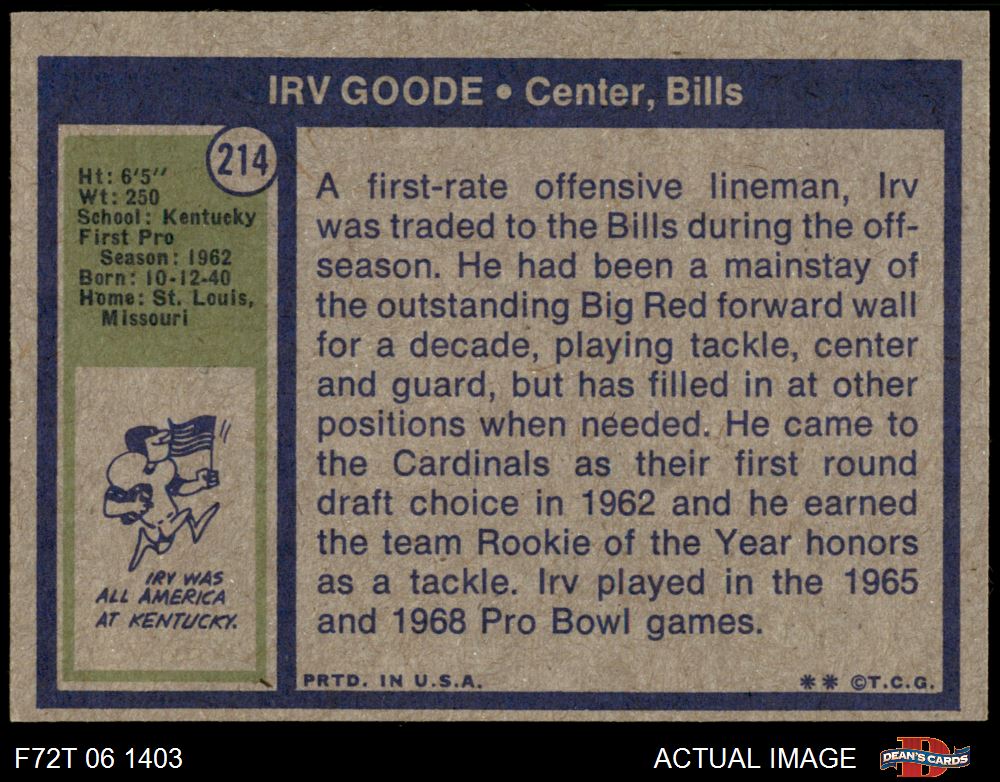 IRV GOODE • Center, Bills
214
Ht: 6'5''
Wt: 250
School: Kentucky
First Pro
Season: 1962
Born: 10-12-40
Home: St. Louis,
Missouri
IRV WAS
ALL AMERICA
AT KENTUCKY.
A first-rate offensive lineman, Irv
was traded to the Bills during the off-
season. He had been a mainstay of
the outstanding Big Red forward wall
for a decade, playing tackle, center
and guard, but has filled in at other
positions when needed. He came to
the Cardinals as their first round
draft choice in 1962 and he earned
the team Rookie of the Year honors
as a tackle. Irv played in the 1965
and 1968 Pro Bowl games.
PRTD. IN U.S.A.
** ©T.C.G.
F72T 06 1403
ACTUAL IMAGE
D
DEAN'S CARDS